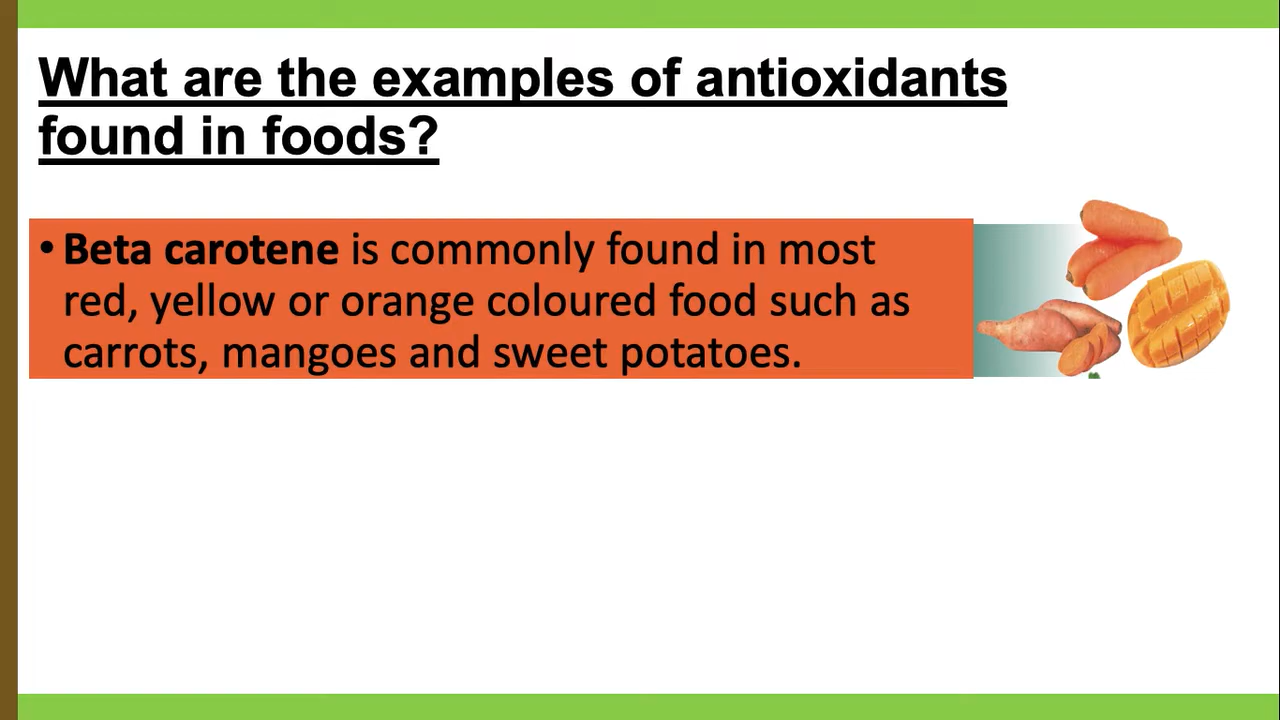 What are the examples of antioxidants
found in foods?
• Beta carotene is commonly found in most
red, yellow or orange coloured food such as
carrots, mangoes and sweet potatoes.